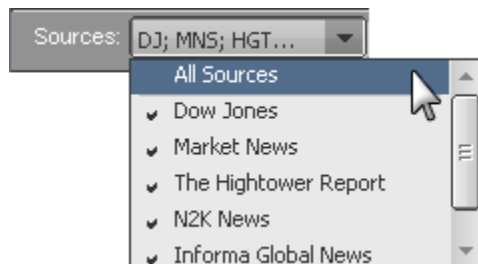 Sources: DJ; MNS; HGT...
All Sources
Dow Jones
Market News
The Hightower Report
N2K News
Informa Global News